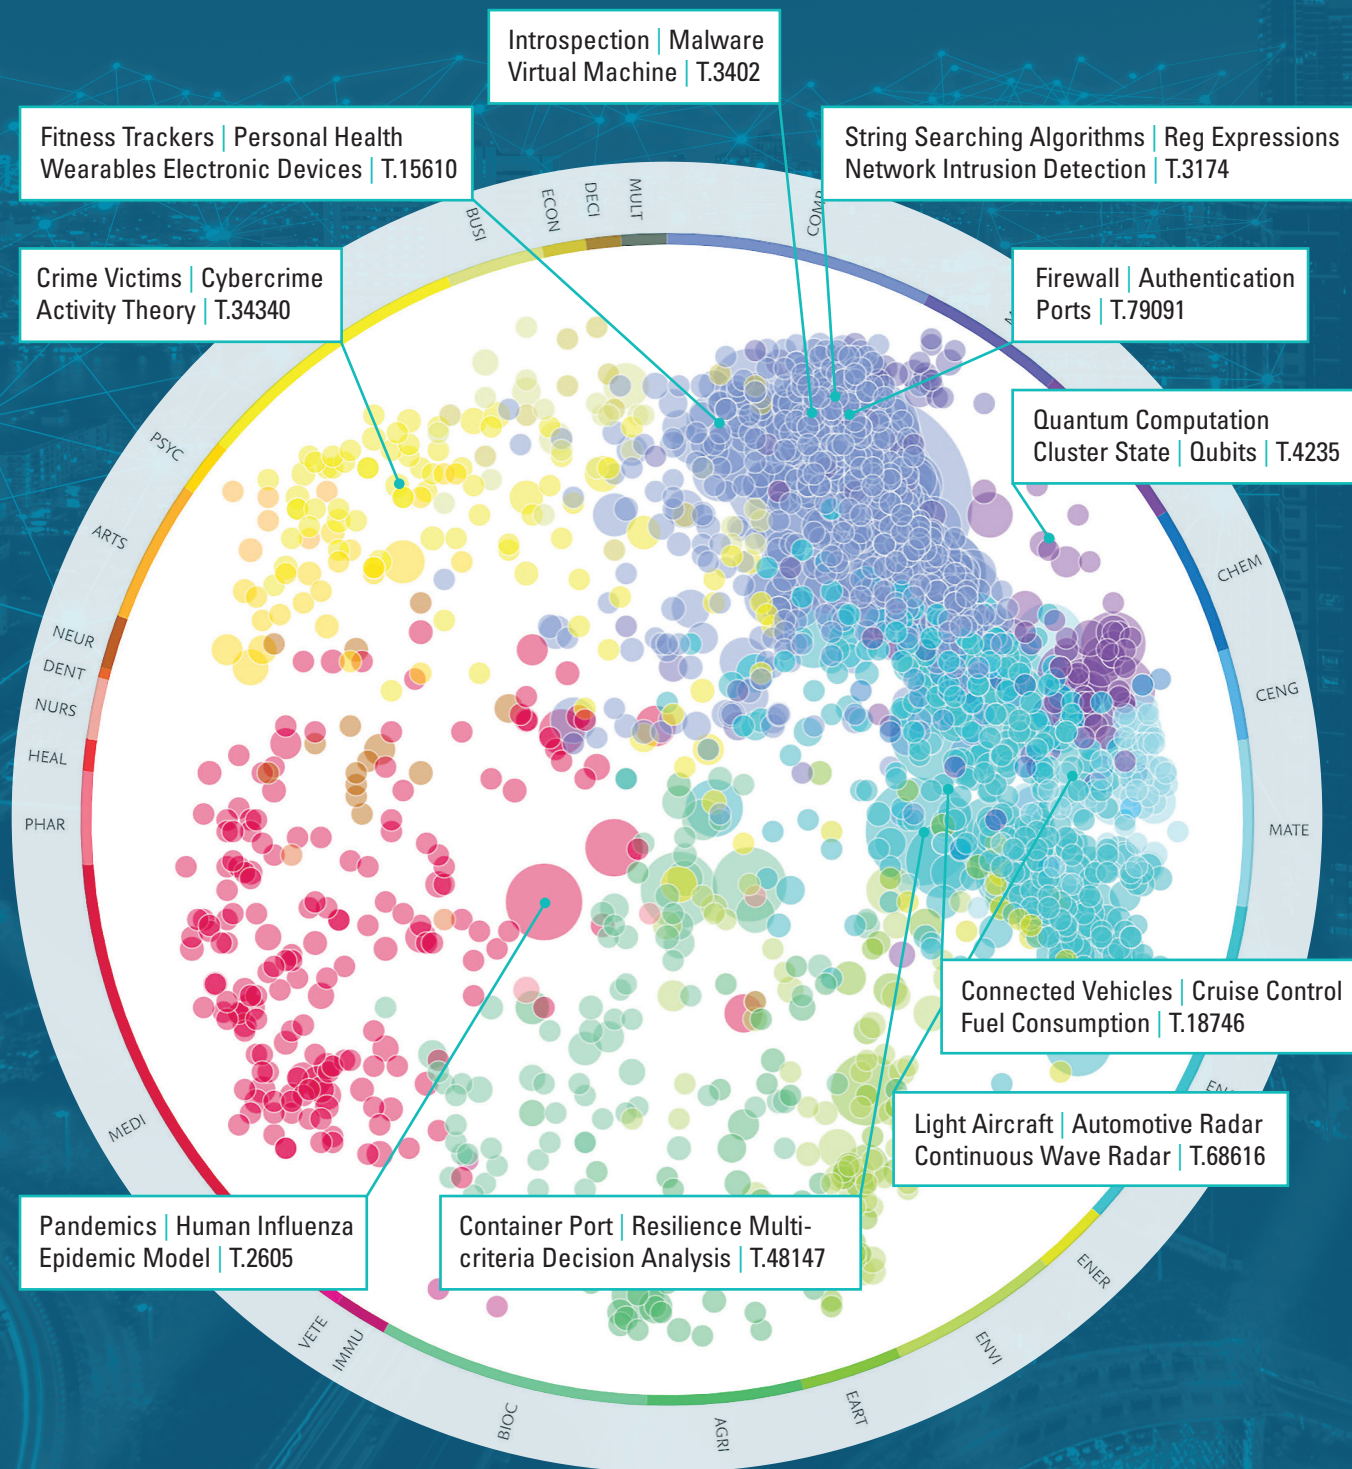 Introspection | Malware
Virtual Machine | T.3402
Fitness Trackers | Personal Health
Wearables Electronic Devices | T.15610
String Searching Algorithms | Reg Expressions
Network Intrusion Detection | T.3174
Crime Victims | Cybercrime
Activity Theory | T.34340
Firewall | Authentication
Ports | T.79091
Quantum Computation
Cluster State | Qubits | T.4235
BUSI
ECON
DECI
MULT
COMP
PSYC
ARTS
NEUR
DENT
NURS
HEAL
PHAR
MEDI
CHEM
CENG
MATE
Connected Vehicles | Cruise Control
Fuel Consumption | T.18746
Light Aircraft | Automotive Radar
Continuous Wave Radar | T.68616
Pandemics | Human Influenza
Epidemic Model | T.2605
Container Port | Resilience Multi-
criteria Decision Analysis | T.48147
VETE
IMMU
BIOC
AGRI
EART
ENVI
ENER